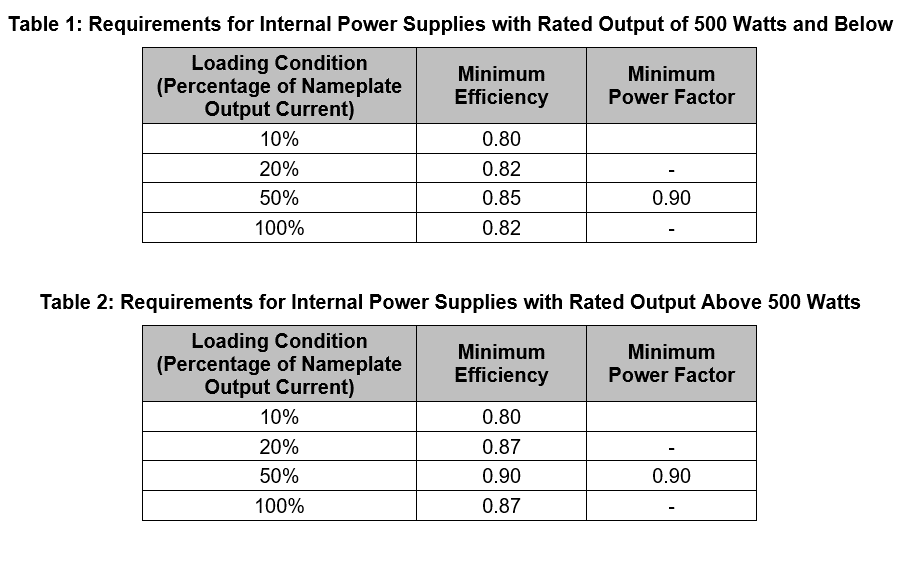 Table 1: Requirements for Internal Power Supplies with Rated Output of 500 Watts and Below
Loading Condition
(Percentage of Nameplate
Output Current)
Minimum
Efficiency
Minimum
Power Factor
10% 0.80
20% 0.82 -
50% 0.85 0.90
100% 0.82 -
Table 2: Requirements for Internal Power Supplies with Rated Output Above 500 Watts
Loading Condition
(Percentage of Nameplate
Output Current)
Minimum
Efficiency
Minimum
Power Factor
10% 0.80
20% 0.87 -
50% 0.90 0.90
100% 0.87 -